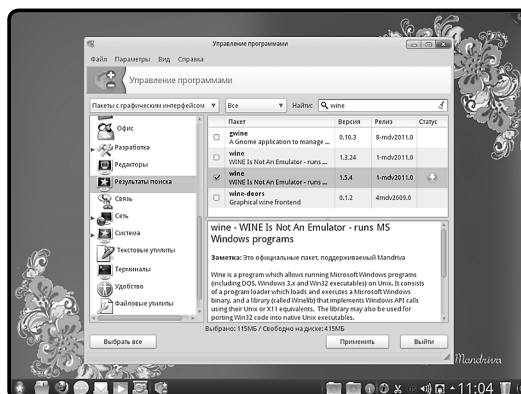 Управление программами
Файл Параметры Вид Справка
Управление программами
Пакеты с графическим интерфейсом Все Найти: wine
Пакет Версия Релиз Статус
gwine
A Gnome application to manage ... 0.10.3 8-mdv2011.0
wine
WINE Is Not An Emulator - runs ... 1.3.24 1-mdv2011.0
wine
WINE Is Not An Emulator - runs ... 1.5.4 1-mdv2011.0
wine-doors
Graphical wine frontend 0.1.2 4mdv2009.0
Офис
Разработка
Редакторы
Результаты поиска
Связь
Сеть
Система
Текстовые утилиты
Терминалы
Удобство
Файловые утилиты
wine - WINE Is Not An Emulator - runs MS
Windows programs
Заметка: Это официальные пакет, поддерживаемый Mandriva
Wine is a program which allows running Microsoft Windows programs
(including DOS, Windows 3.x and Win32 executables) on Unix. It consists
of a program loader which loads and executes a Microsoft Windows
binary, and a library (called Winelib) that implements Windows API calls
using their Unix or X11 equivalents. The library may also be used for
porting Win32 code into native Unix executables.
Выбрано: 115МБ / Свободно на диске: 415МБ
Выбрать все Применить Выйти
Mandriva
11:04